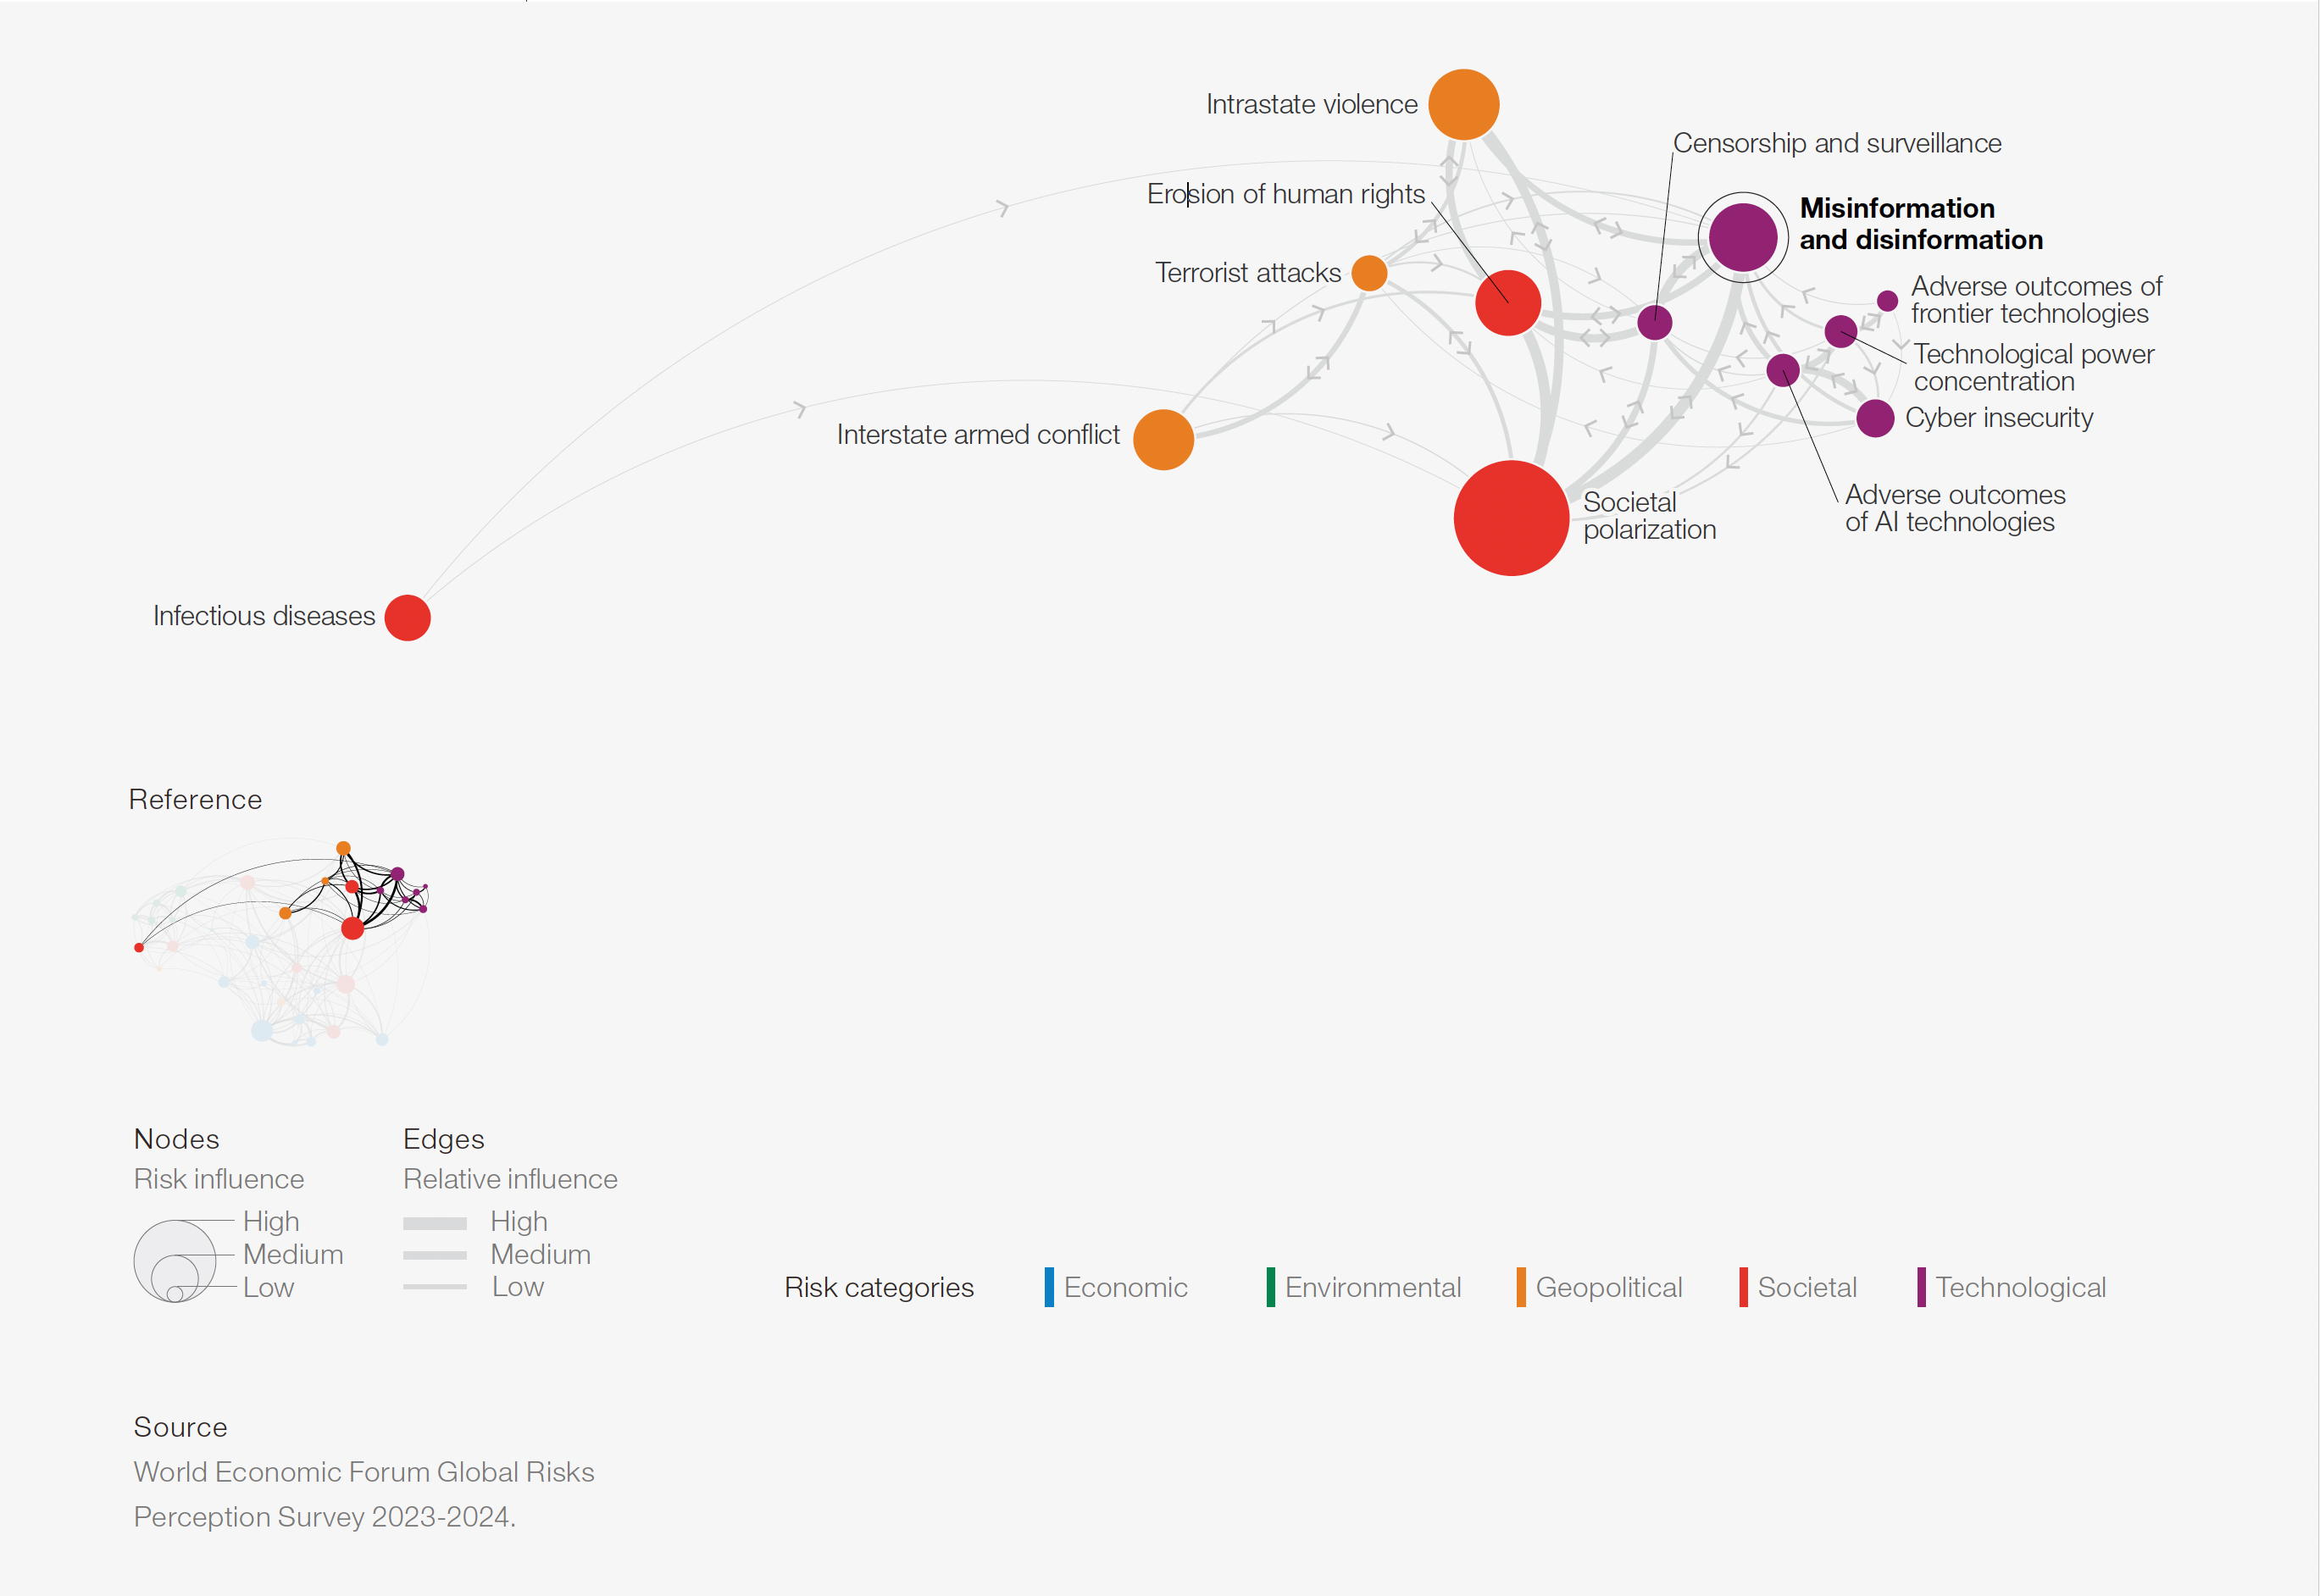 Intrastate violence
Censorship and surveillance
Erosion of human rights
Misinformation
and disinformation
Terrorist attacks
Adverse outcomes of
frontier technologies
Technological power
concentration
Cyber insecurity
Interstate armed conflict
Adverse outcomes
of AI technologies
Societal
polarization
Infectious diseases
Reference
Nodes
Risk influence
High
Medium
Low
Edges
Relative influence
High
Medium
Low
Risk categories
Economic
Environmental
Geopolitical
Societal
Technological
Source
World Economic Forum Global Risks
Perception Survey 2023-2024.